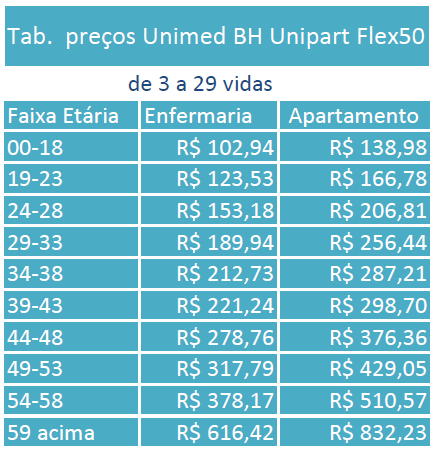 Tab.  preços Unimed BH Unipart Flex50
de 3 a 29 vidas
Faixa Etária Enfermaria Apartamento
00-18 R$ 102,94 R$ 138,98
19-23 R$ 123,53 R$ 166,78
24-28 R$ 153,18 R$ 206,81
29-33 R$ 189,94 R$ 256,44
34-38 R$ 212,73 R$ 287,21
39-43 R$ 221,24 R$ 298,70
44-48 R$ 278,76 R$ 376,36
49-53 R$ 317,79 R$ 429,05
54-58 R$ 378,17 R$ 510,57
59 acima R$ 616,42 R$ 832,23